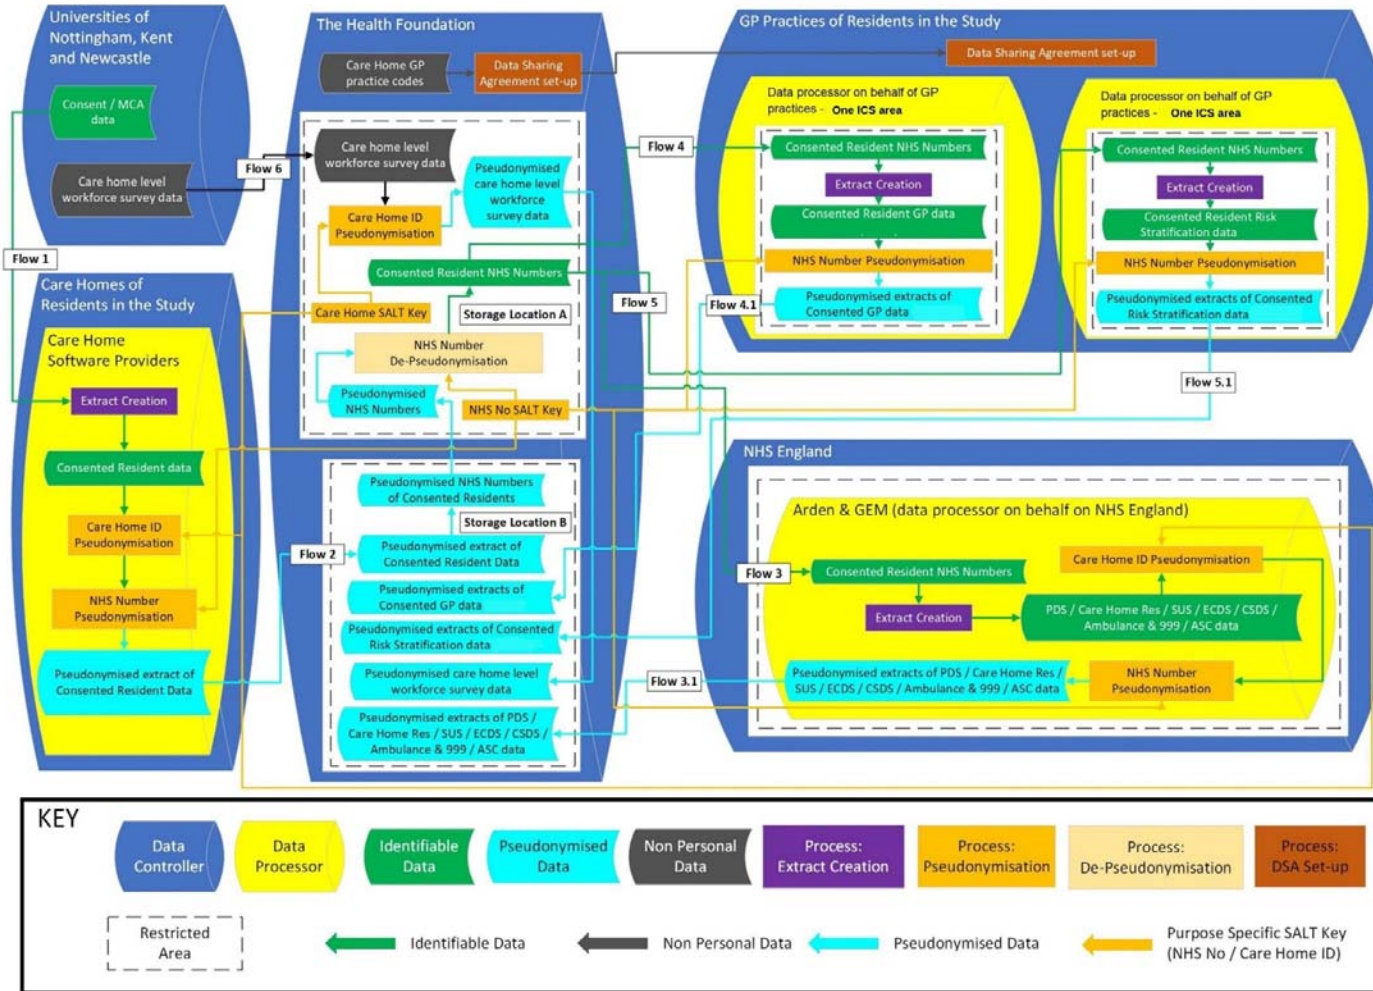 Universities of
Nottingham, Kent
and Newcastle
Consent / MCA
data
Care home level
workforce survey data
Flow 1
Flow 6
Care Homes of
Residents in the Study
Care Home
Software Providers
Extract Creation
Consented Resident data
Care Home ID
Pseudonymisation
NHS Number
Pseudonymisation
Pseudonymised extract of
Consented Resident Data
Flow 2
The Health Foundation
Care Home GP
practice codes
Data Sharing
Agreement set-up
Care home level
workforce survey data
Pseudonymised
care home level
workforce survey data
Care Home ID
Pseudonymisation
Consented Resident NHS Numbers
Care Home SALT Key
Storage Location A
NHS Number
De-Pseudonymisation
Pseudonymised
NHS Numbers
NHS No SALT Key
Pseudonymised NHS Numbers
of Consented Residents
Storage Location B
Pseudonymised extract of
Consented Resident Data
Pseudonymised extracts of
Consented GP data
Pseudonymised extracts of Consented
Risk Stratification data
Pseudonymised care home level
workforce survey data
Pseudonymised extracts of PDS /
Care Home Res / SUS / ECDS / CSDS /
Ambulance & 999 / ASC data
Flow 4
Flow 5
Flow 4.1
Flow 5.1
Flow 3
Flow 3.1
GP Practices of Residents in the Study
Data Sharing Agreement set-up
Data processor on behalf of GP
practices - One ICS area
Consented Resident NHS Numbers
Extract Creation
Consented Resident GP data
NHS Number Pseudonymisation
Pseudonymised extracts of
Consented GP data
Data processor on behalf of GP
practices - One ICS area
Consented Resident NHS Numbers
Extract Creation
Consented Resident Risk
Stratification data
NHS Number Pseudonymisation
Pseudonymised extracts of Consented
Risk Stratification data
NHS England
Arden & GEM (data processor on behalf on NHS England)
Care Home ID Pseudonymisation
Consented Resident NHS Numbers
Extract Creation
PDS / Care Home Res / SUS / ECDS / CSDS /
Ambulance & 999 / ASC data
Pseudonymised extracts of PDS / Care Home Res /
SUS / ECDS / CSDS / Ambulance & 999 / ASC data
NHS Number
Pseudonymisation
KEY
Data
Controller
Data
Processor
Identifiable
Data
Pseudonymised
Data
Non Personal
Data
Process:
Extract Creation
Process:
Pseudonymisation
Process:
De-Pseudonymisation
Process:
DSA Set-up
Restricted
Area
Identifiable Data
Non Personal Data
Pseudonymised Data
Purpose Specific SALT Key
(NHS No / Care Home ID)